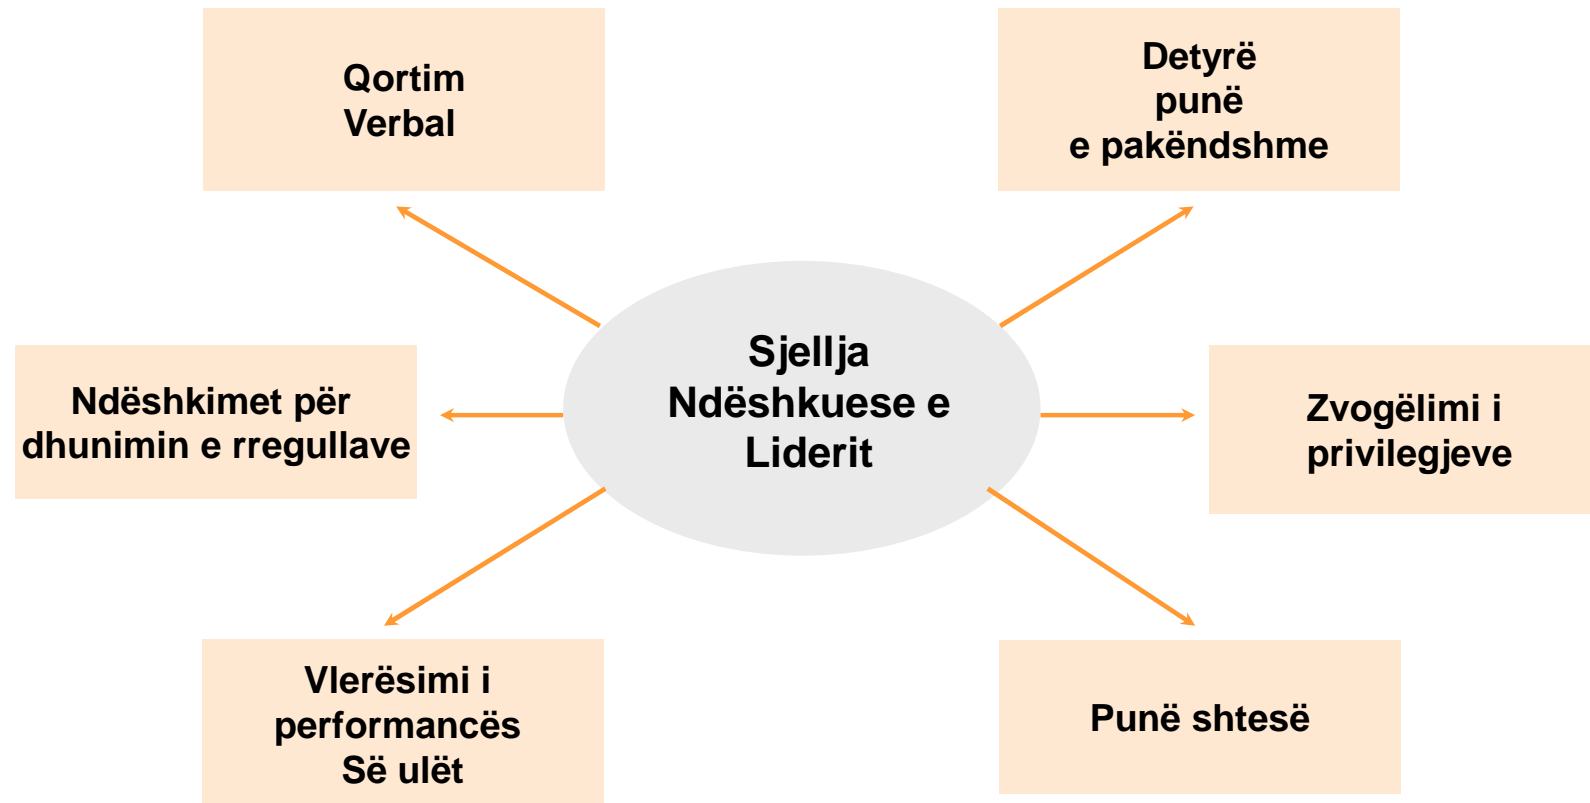 Qortim
Verbal
Detyrë
punë
e pakëndshme
Sjellja
Ndëshkuese e
Liderit
Ndëshkimet për
dhunimin e rregullave
Zvogëlimi i
privilegjeve
Vlerësimi i
performancës
Së ulët
Punë shtesë